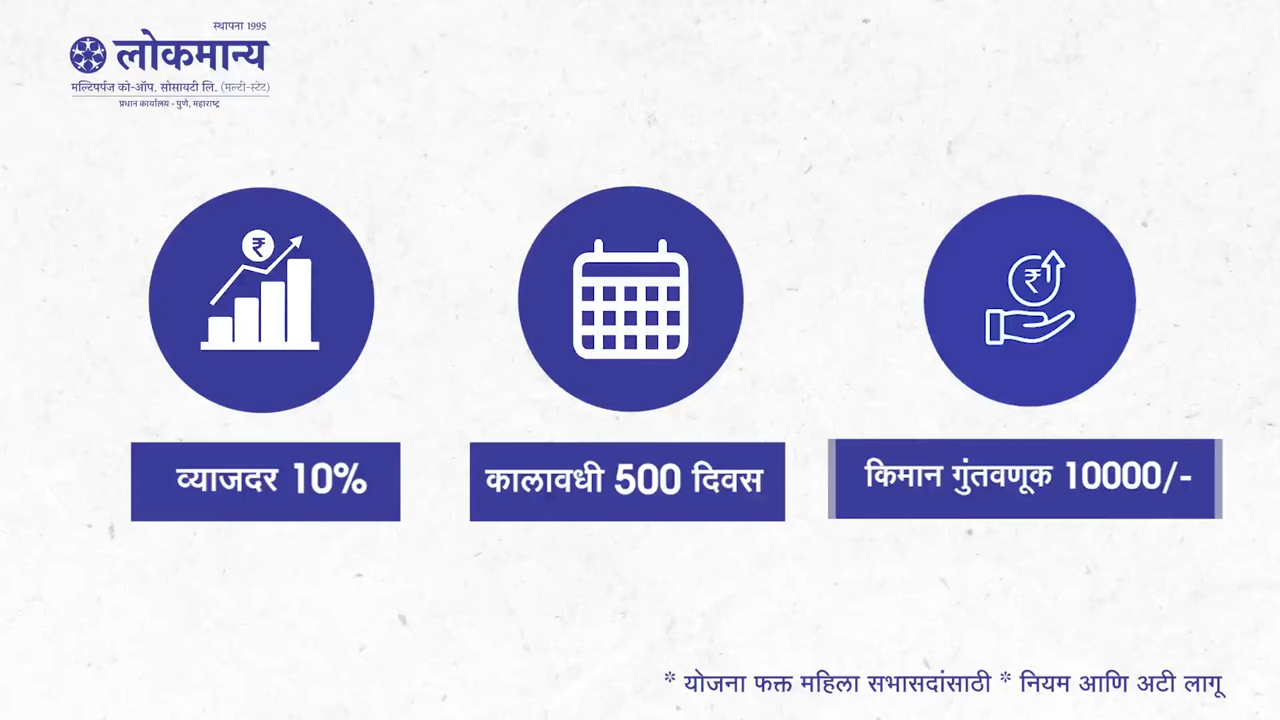 स्थापना 1995
लोकमान्य
मल्टिपर्पज को-ऑप. सोसायटी लि. (मल्टी-स्टेट)
प्रधान कार्यालय - पुणे, महाराष्ट्र
₹
₹
व्याजदर 10%
कालावधी 500 दिवस
किमान गुंतवणूक 10000/-
* योजना फक्त महिला सभासदांसाठी * नियम आणि अटी लागू